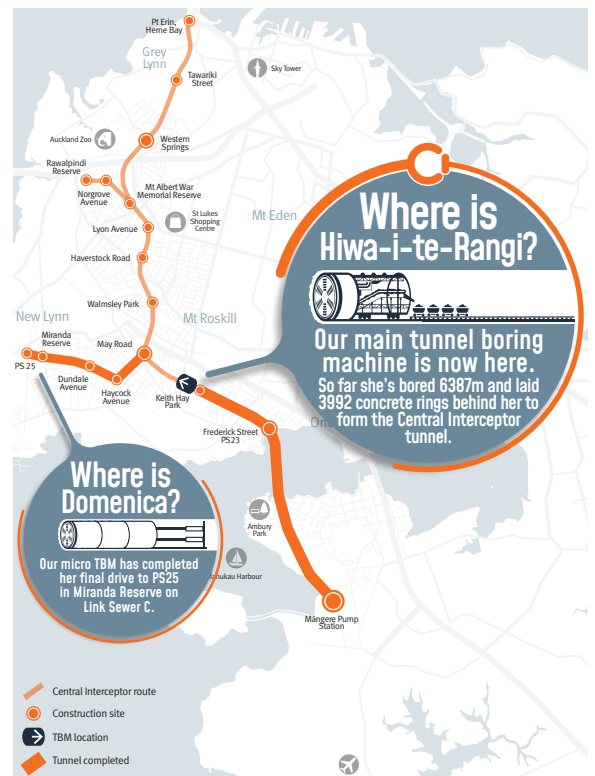 Pt Erin,
Herne Bay
Grey
Lynn
Tawariki
Street
Sky Tower
Auckland Zoo
Western
Springs
Rawalpindi
Reserve
Norgrove
Avenue
Mt Albert War
Memorial Reserve
St Lukes
Shopping
Centre
Mt Eden
Lyon Avenue
Haverstock Road
Walmsley Park
New Lynn
Mt Roskill
Miranda
Reserve
May Road
PS 25
Dundale
Avenue
Haycock
Avenue
Keith Hay
Park
Frederick Street
PS23
Where is
Hiwa-i-te-Rangi?
Our main tunnel boring
machine is now here.
So far she's bored 6387m and laid
3992 concrete rings behind her to
form the Central Interceptor
tunnel.
Where is
Domenica?
Our micro TBM has completed
her final drive to PS25
in Miranda Reserve on
Link Sewer C.
Ambury
Park
Harbour
Māngere Pump
Station
Central Interceptor route
Construction site
TBM location
Tunnel completed